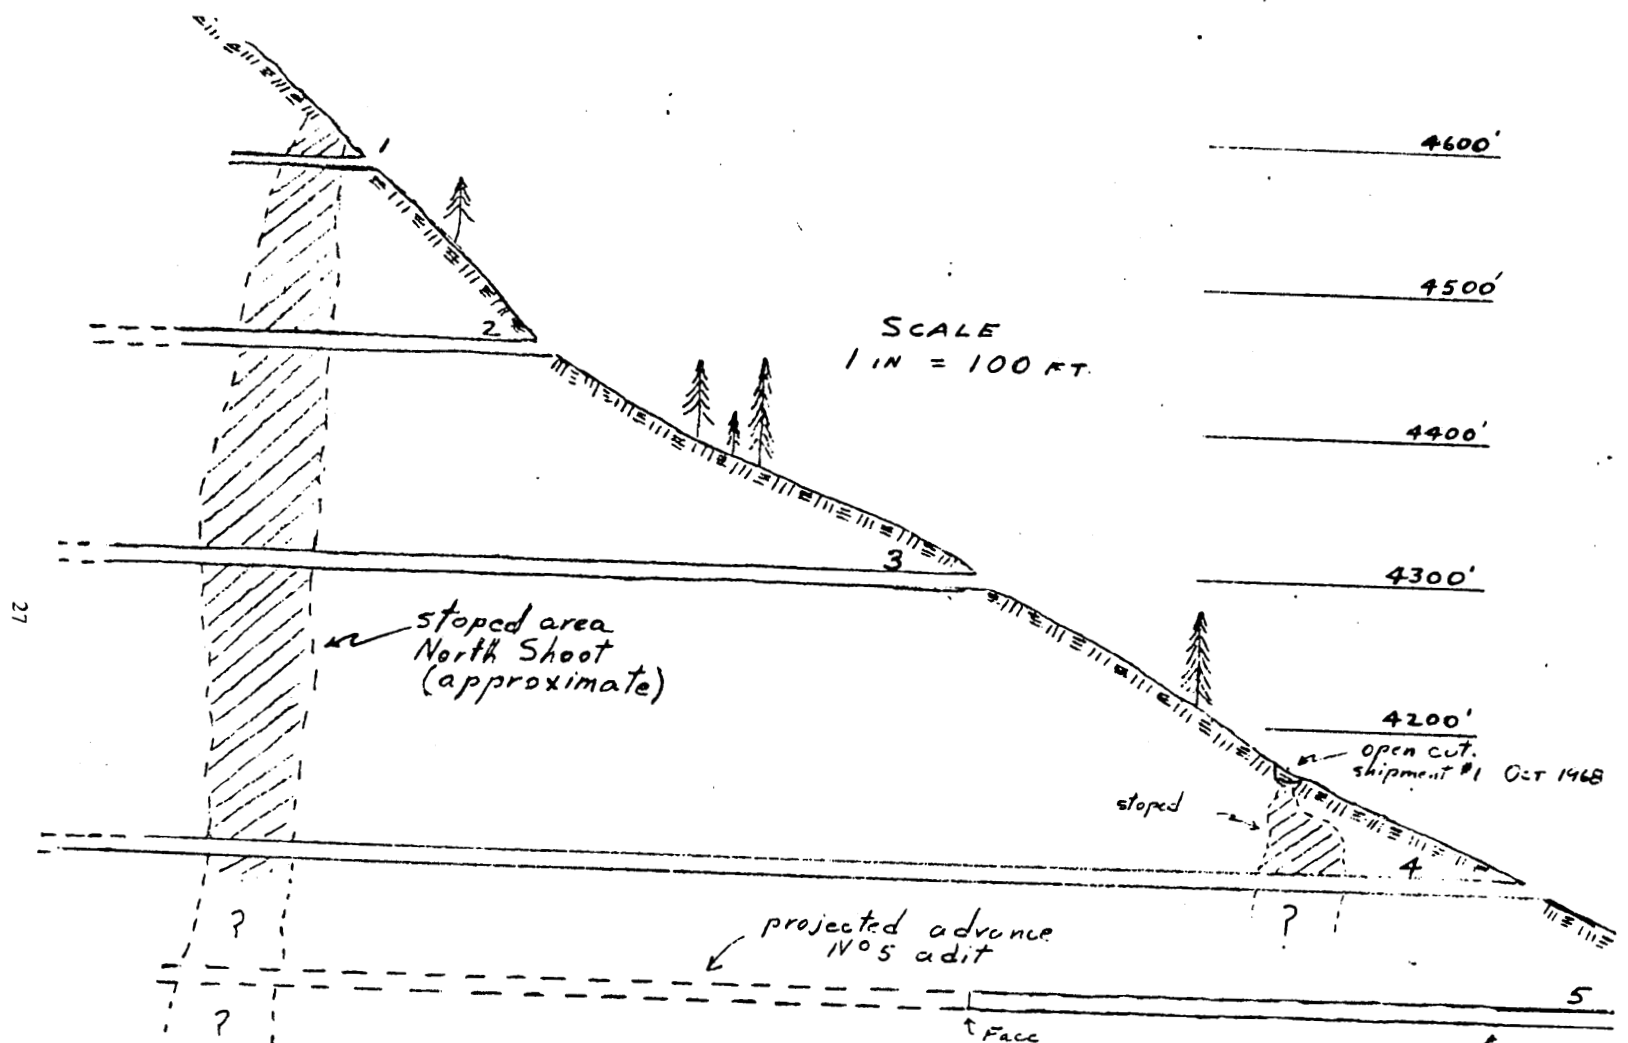 1
4600'
4500'
2
SCALE
1 IN = 100 FT.
4400'
3
4300'
27
stoped area
North Shoot
(approximate)
4200'
open cut.
shipment #1 OCT 1968
stoped
4
?
?
projected advance
Nº 5 adit
5
?
Face